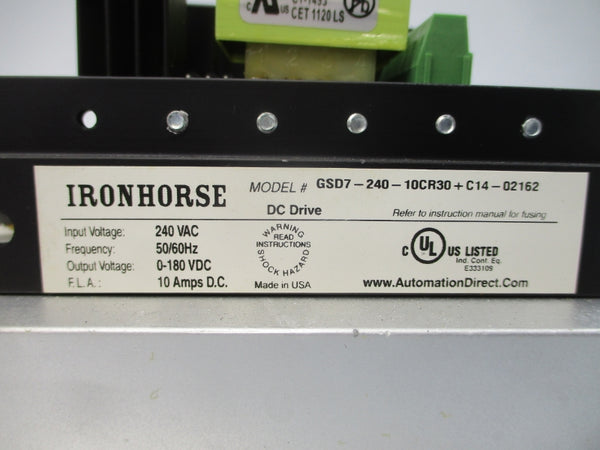 C US
CET 1120 LS
IRONHORSE
MODEL # GSD7-240-10CR30+C14-02162
DC Drive
Refer to instruction manual for fusing
Input Voltage: 240 VAC
Frequency: 50/60Hz
Output Voltage: 0-180 VDC
F.L.A.: 10 Amps D.C.
WARNING
READ
INSTRUCTIONS
SHOCK HAZARD
Made in USA
C UL US LISTED
Ind. Cont. Eq.
E333109
www.AutomationDirect.Com